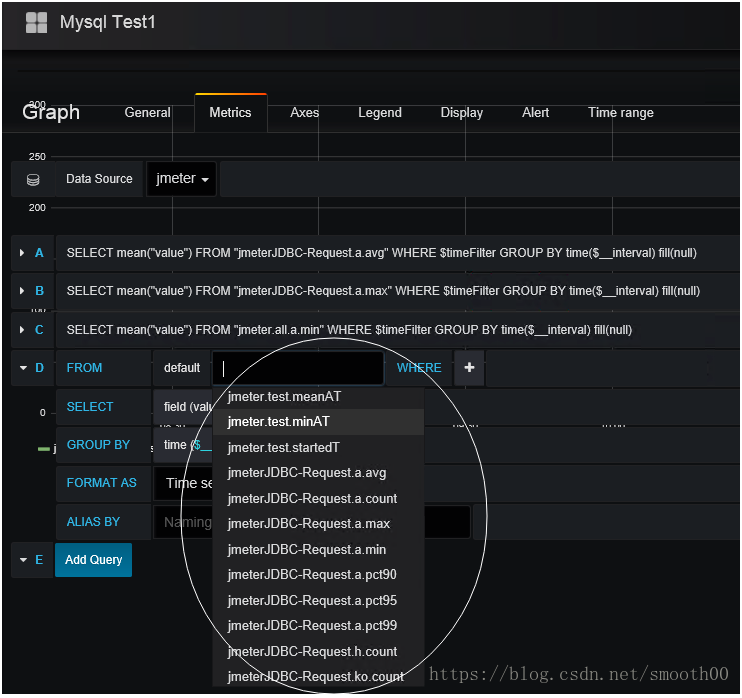 Mysql Test1
300
Graph General Metrics Axes Legend Display Alert Time range
250
Data Source jmeter
200
A SELECT mean("value") FROM "jmeterJDBC-Request.a.avg" WHERE $timeFilter GROUP BY time($__interval) fill(null)
B SELECT mean("value") FROM "jmeterJDBC-Request.a.max" WHERE $timeFilter GROUP BY time($__interval) fill(null)
C SELECT mean("value") FROM "jmeter.all.a.min" WHERE $timeFilter GROUP BY time($__interval) fill(null)
D FROM default WHERE +
jmeter.test.meanAT
SELECT field (valu
0
jmeter.test.minAT
GROUP BY time ($__
jmeter.test.startedT
jmeterJDBC-Request.a.avg
FORMAT AS Time se
jmeterJDBC-Request.a.count
ALIAS BY Naming
jmeterJDBC-Request.a.max
jmeterJDBC-Request.a.min
E Add Query
jmeterJDBC-Request.a.pct90
jmeterJDBC-Request.a.pct95
jmeterJDBC-Request.a.pct99
jmeterJDBC-Request.h.count
jmeterJDBC-Request.ko.count
https://blog.csdn.net/smooth00